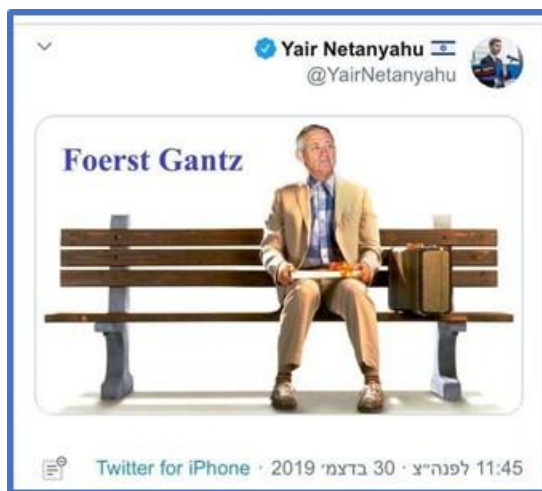 Yair Netanyahu
@YairNetanyahu
Foerst Gantz
11:45 לפנה״צ · 30 בדצמ׳ 2019 · Twitter for iPhone